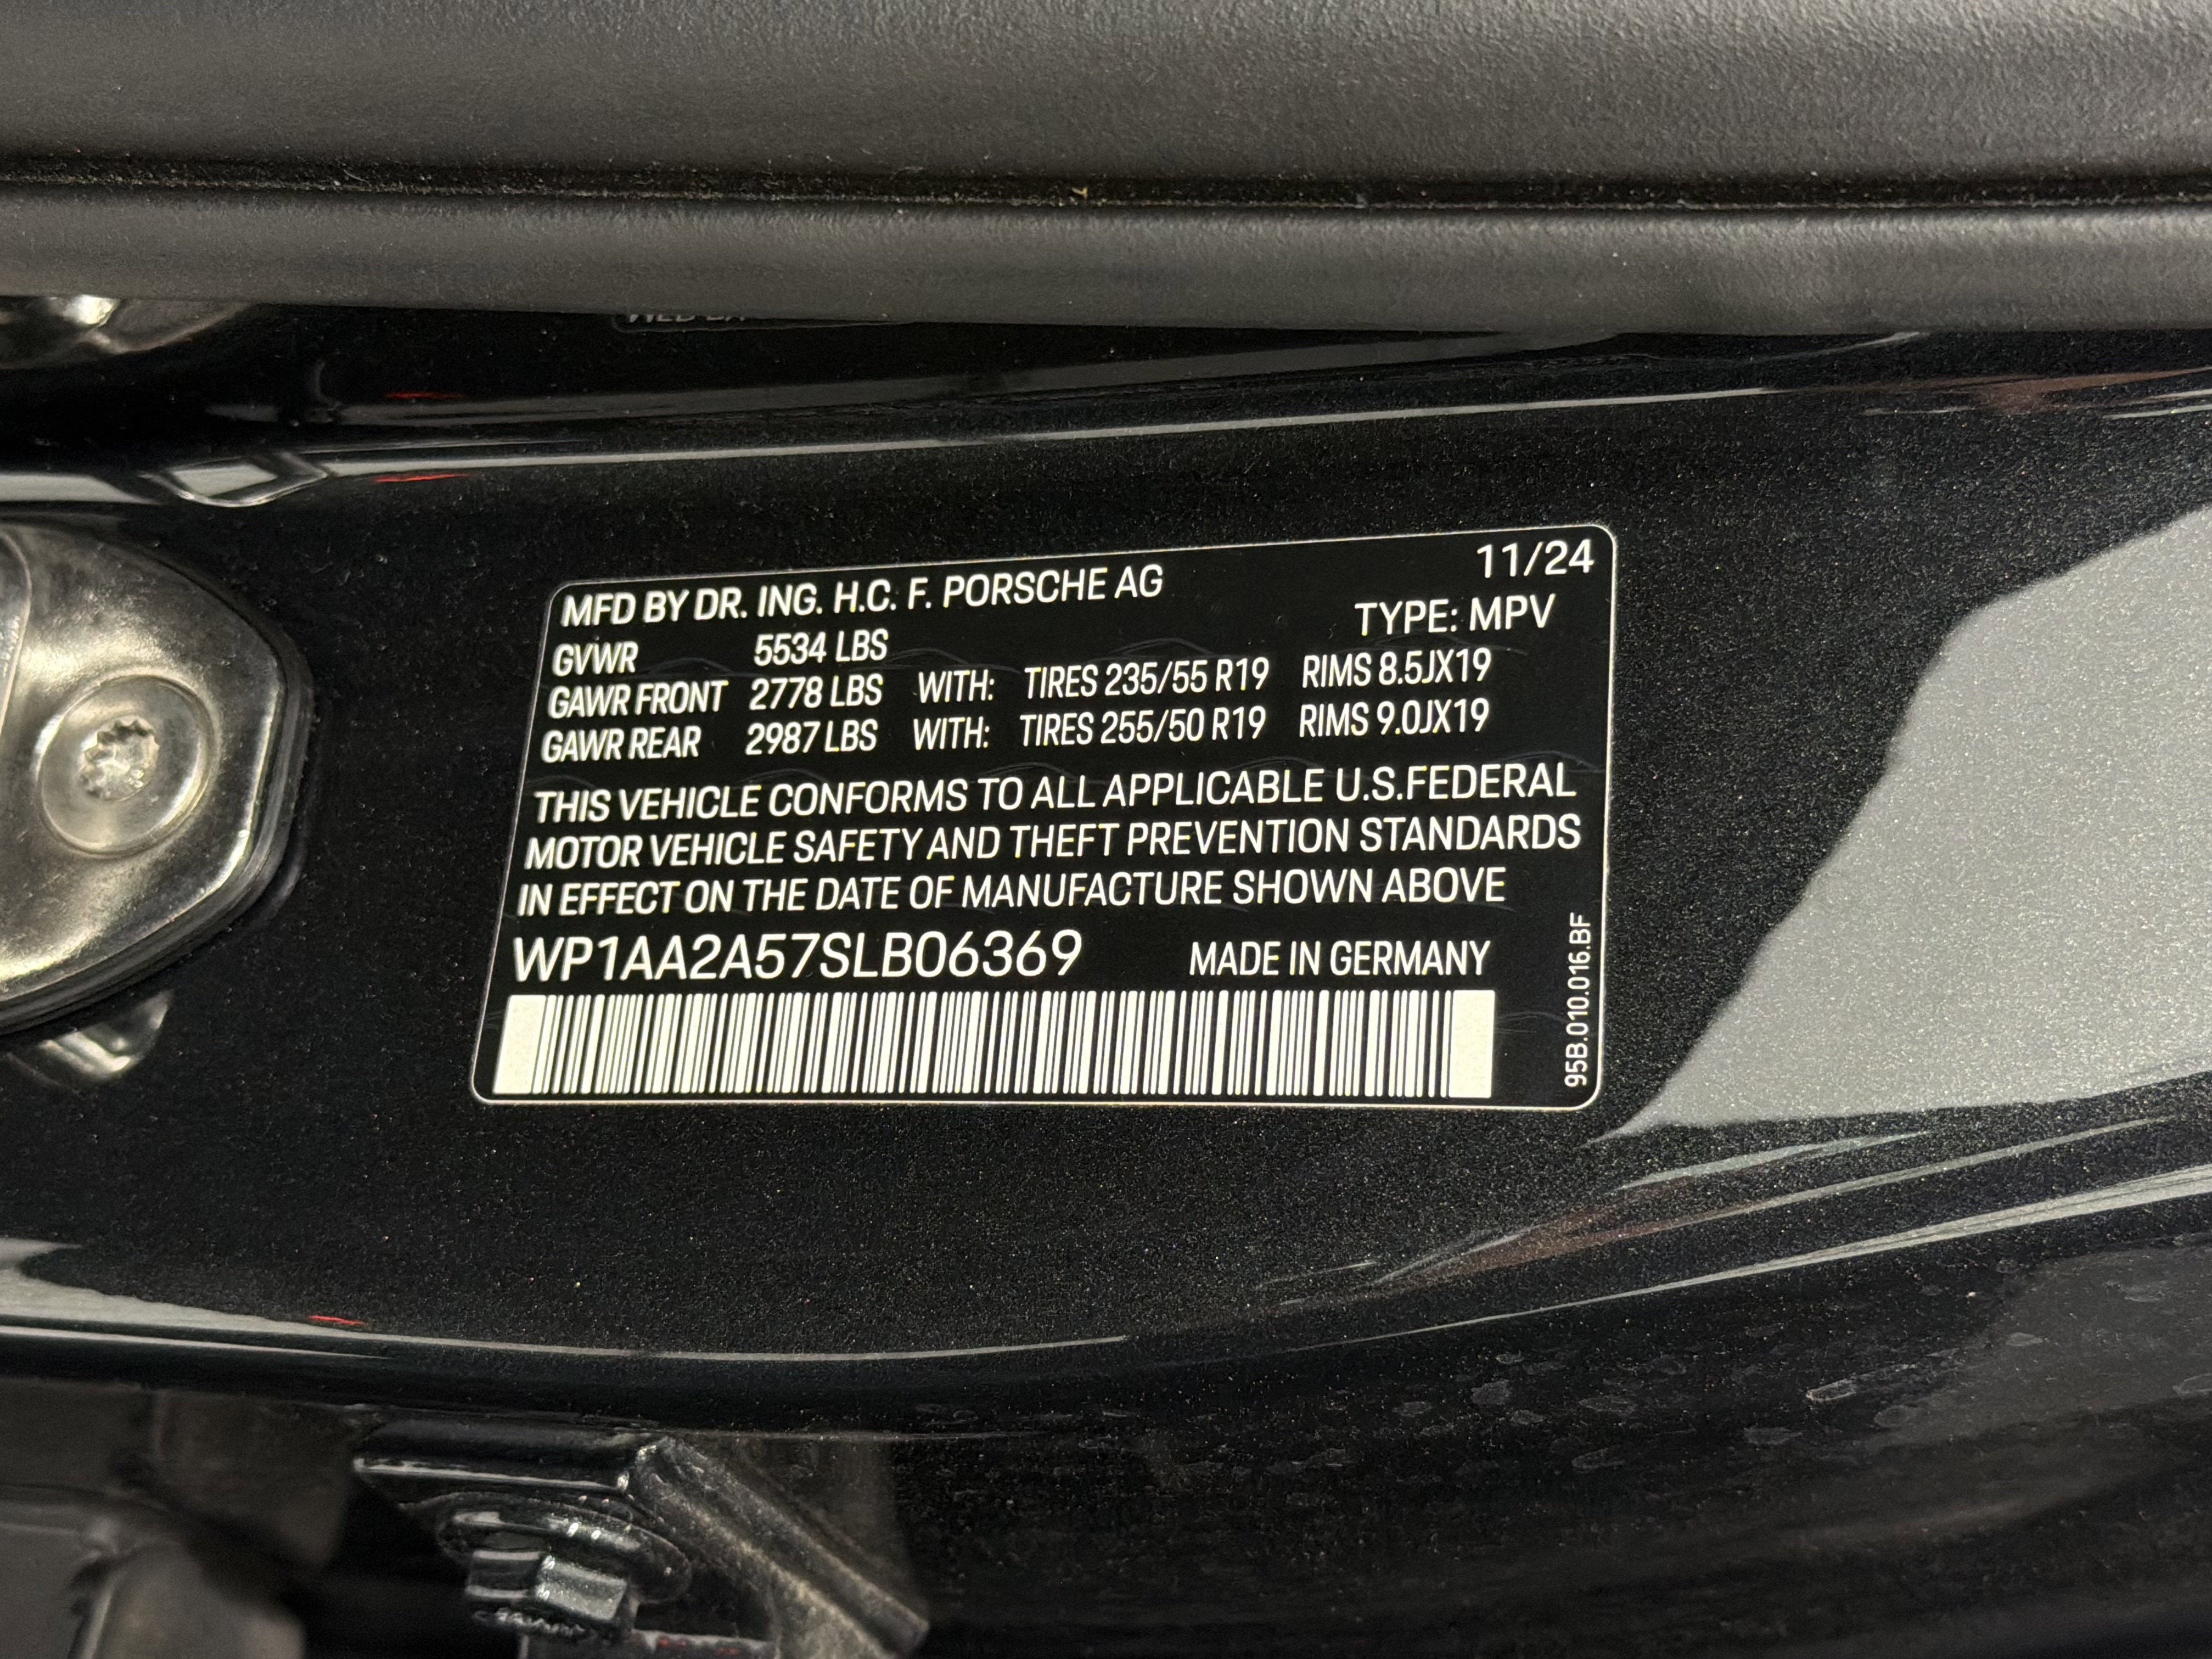 11/24
MFD BY DR. ING. H.C. F. PORSCHE AG
TYPE: MPV
GVWR 5534 LBS
GAWR FRONT 2778 LBS WITH: TIRES 235/55 R19 RIMS 8.5JX19
GAWR REAR 2987 LBS WITH: TIRES 255/50 R19 RIMS 9.0JX19
THIS VEHICLE CONFORMS TO ALL APPLICABLE U.S.FEDERAL
MOTOR VEHICLE SAFETY AND THEFT PREVENTION STANDARDS
IN EFFECT ON THE DATE OF MANUFACTURE SHOWN ABOVE
WP1AA2A57SLB06369 MADE IN GERMANY
95B.010.016.BF